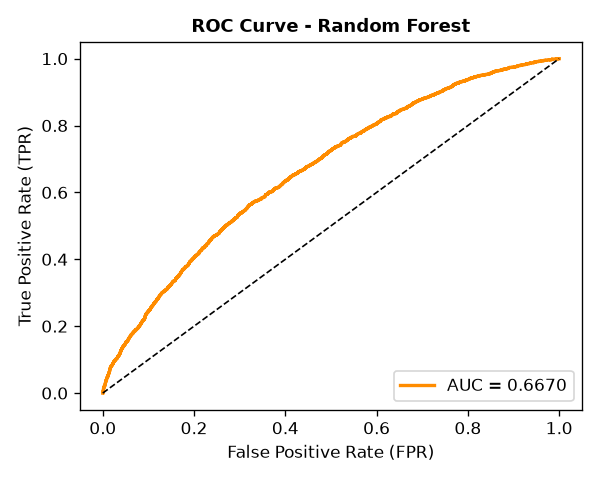 ROC Curve - Random Forest
True Positive Rate (TPR)
1.0
0.8
0.6
0.4
0.2
0.0
AUC = 0.6670
0.0 0.2 0.4 0.6 0.8 1.0
False Positive Rate (FPR)